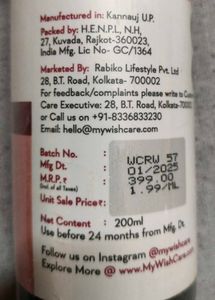 Manufactured in: Kannauj U.P.
Packed by: H.E.N.P.L, N.H,
27, Kuvada, Rajkot-360023,
India Mfg. Lic No- GC/1364
Marketed By: Rabiko Lifestyle Pvt. Ltd
28, B.T. Road, Kolkata- 700002
For feedback/complaints please write to
Care Executive: 28, B.T. Road, Kolkata-
or Call us on +91-8336833230
Email: hello@mywishcare.com
Batch No. : WCRW 57
Mfg Dt. : 01/2025
M.R.P ₹ : 399.00
(Incl. of all Taxes)
Unit Sale Price₹: 1.99/ML
Net Content : 200ml
Use before 24 months from Mfg. Dt.
Follow us on Instagram @mywishcare
Explore More @ www.MyWishCare.com